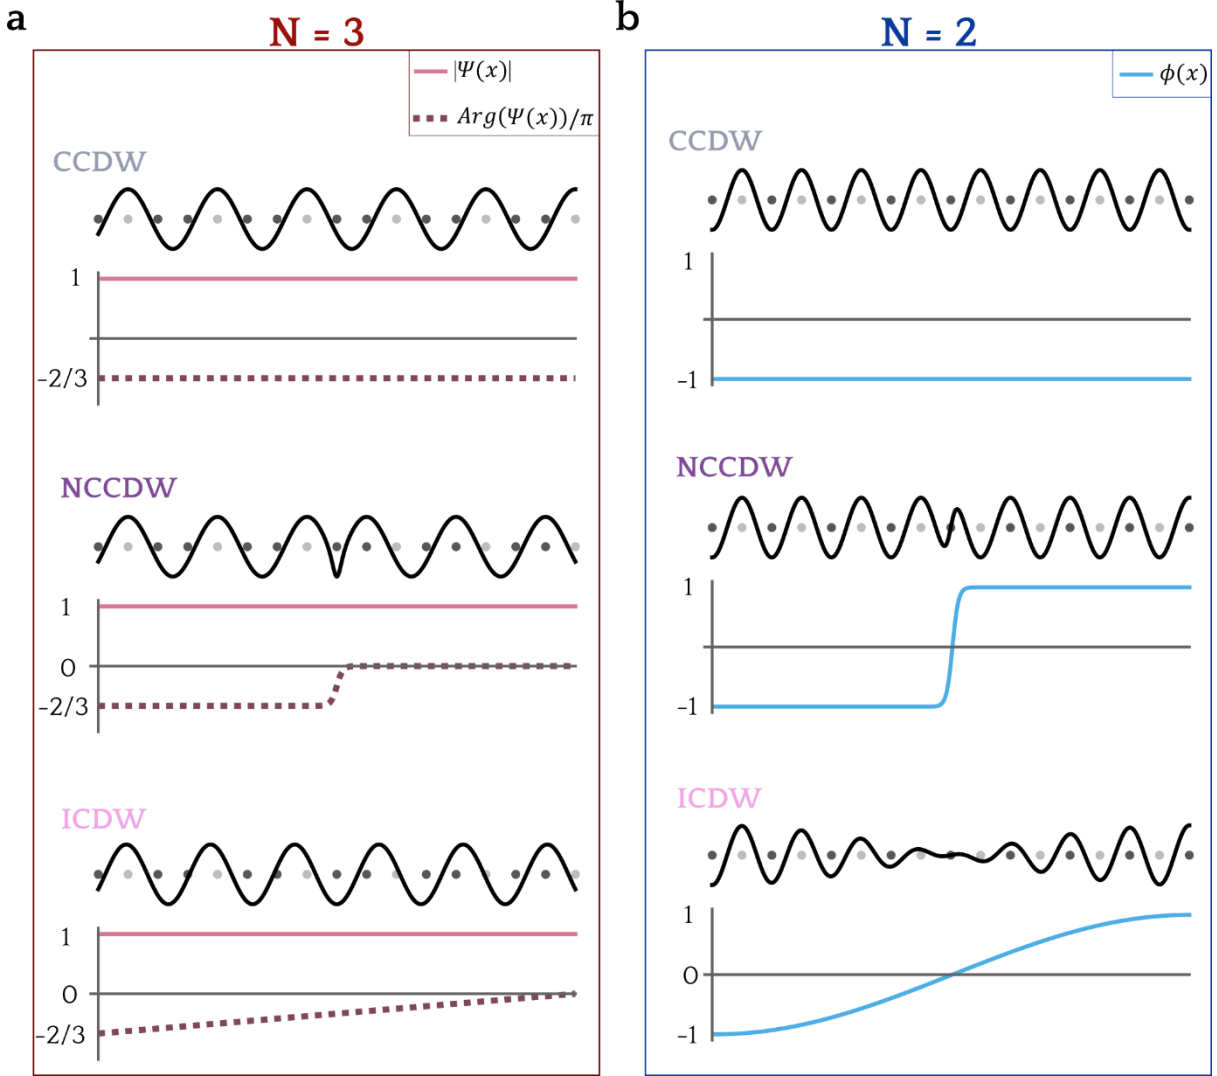 a
N = 3
|Ψ(x)|
Arg(Ψ(x))/π
CCDW
1
−2/3
NCCDW
1
0
−2/3
ICDW
1
0
−2/3
b
N = 2
ϕ(x)
CCDW
1
−1
NCCDW
1
−1
ICDW
1
0
−1